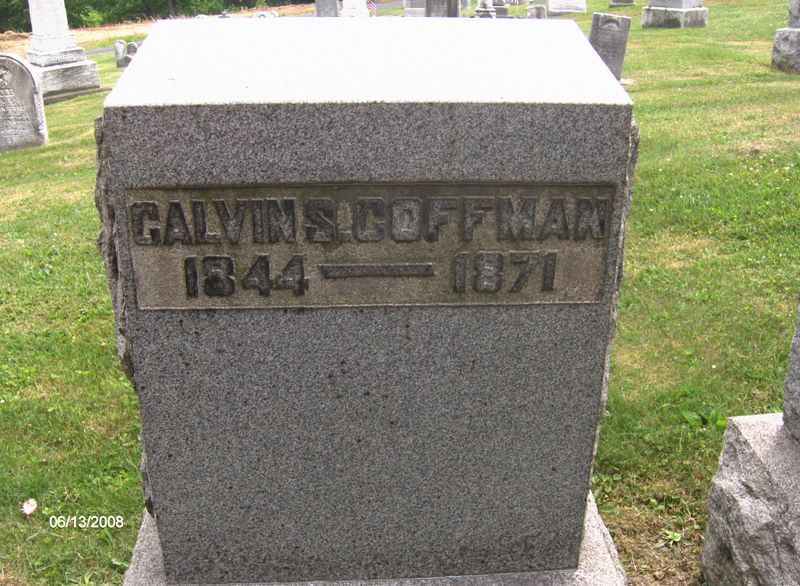 CALVIN S. COFFMAN
1844 — 1871
06/13/2008